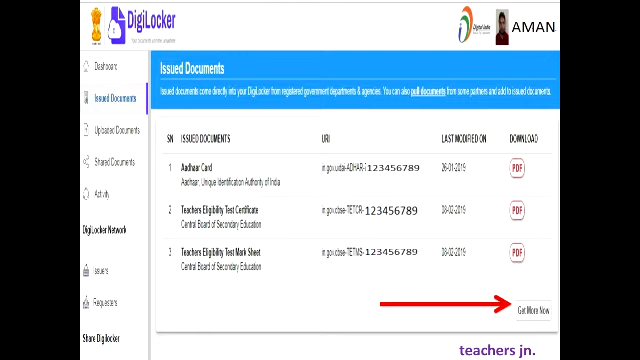 DigiLocker
Digital India
AMAN
Dashboard
Issued Documents
Uploaded Documents
Shared Documents
Activity
DigiLocker Network
Issuers
Requesters
Share Digilocker
Issued Documents
Issued documents come directly into your DigiLocker from registered government departments & agencies. You can also pull documents from some partners and add to issued documents.
SN ISSUED DOCUMENTS URI LAST MODIFIED ON DOWNLOAD
1 Aadhaar Card in.gov.uidai-ADHAR-123456789 26-01-2019 PDF
Aadhaar, Unique Identification Authority of India
2 Teachers Eligibility Test Certificate in.gov.cbse-TETCR-123456789 08-02-2019 PDF
Central Board of Secondary Education
3 Teachers Eligibility Test Mark Sheet in.gov.cbse-TETMS-123456789 08-02-2019 PDF
Central Board of Secondary Education
Get More Now
teachers jn.